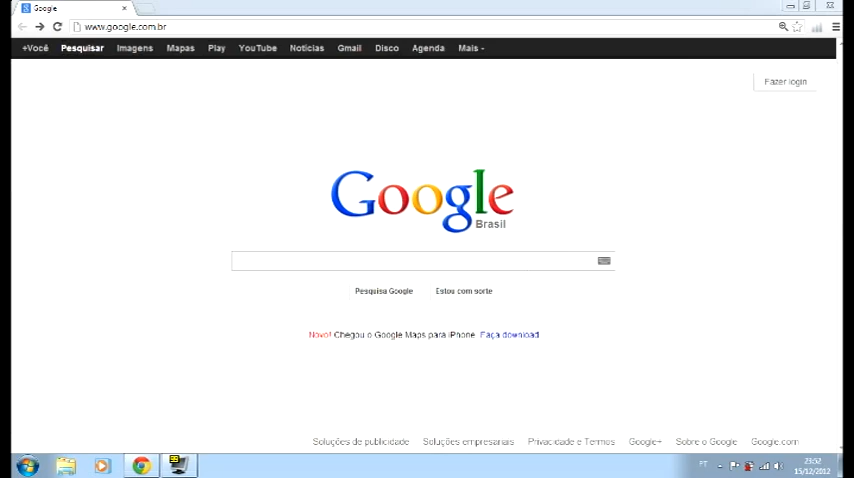 Google
www.google.com.br
+Você Pesquisar Imagens Mapas Play YouTube Notícias Gmail Disco Agenda Mais
Fazer login
Google
Brasil
Pesquisa Google Estou com sorte
Novo! Chegou o Google Maps para iPhone. Faça download
Soluções de publicidade Soluções empresariais Privacidade e Termos Google+ Sobre o Google Google.com
PT 23:52
15/12/2012